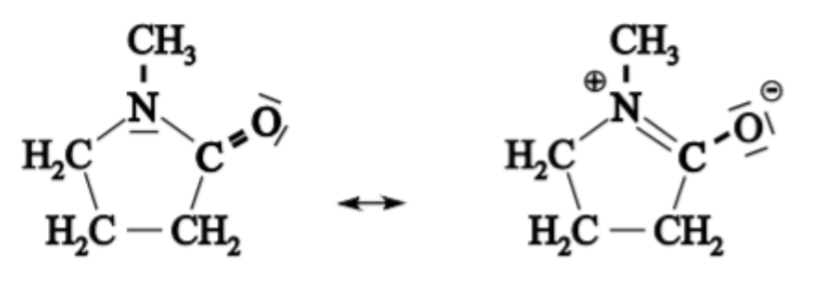 CH₃ CH₃
N C O ⊕ N C O ⊖
H₂C H₂C
H₂C — CH₂ ↔ H₂C — CH₂